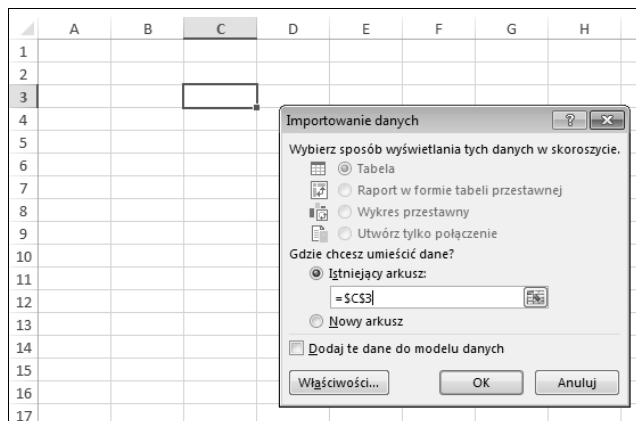 A B C D E F G H
1
2
3
4
5
6
7
8
9
10
11
12
13
14
15
16
17
Importowanie danych
?
Wybierz sposób wyświetlania tych danych w skoroszycie.
Tabela
Raport w formie tabeli przestawnej
Wykres przestawny
Utwórz tylko połączenie
Gdzie chcesz umieścić dane?
Istniejący arkusz:
=$C$3
Nowy arkusz
Dodaj te dane do modelu danych
Właściwości... OK Anuluj